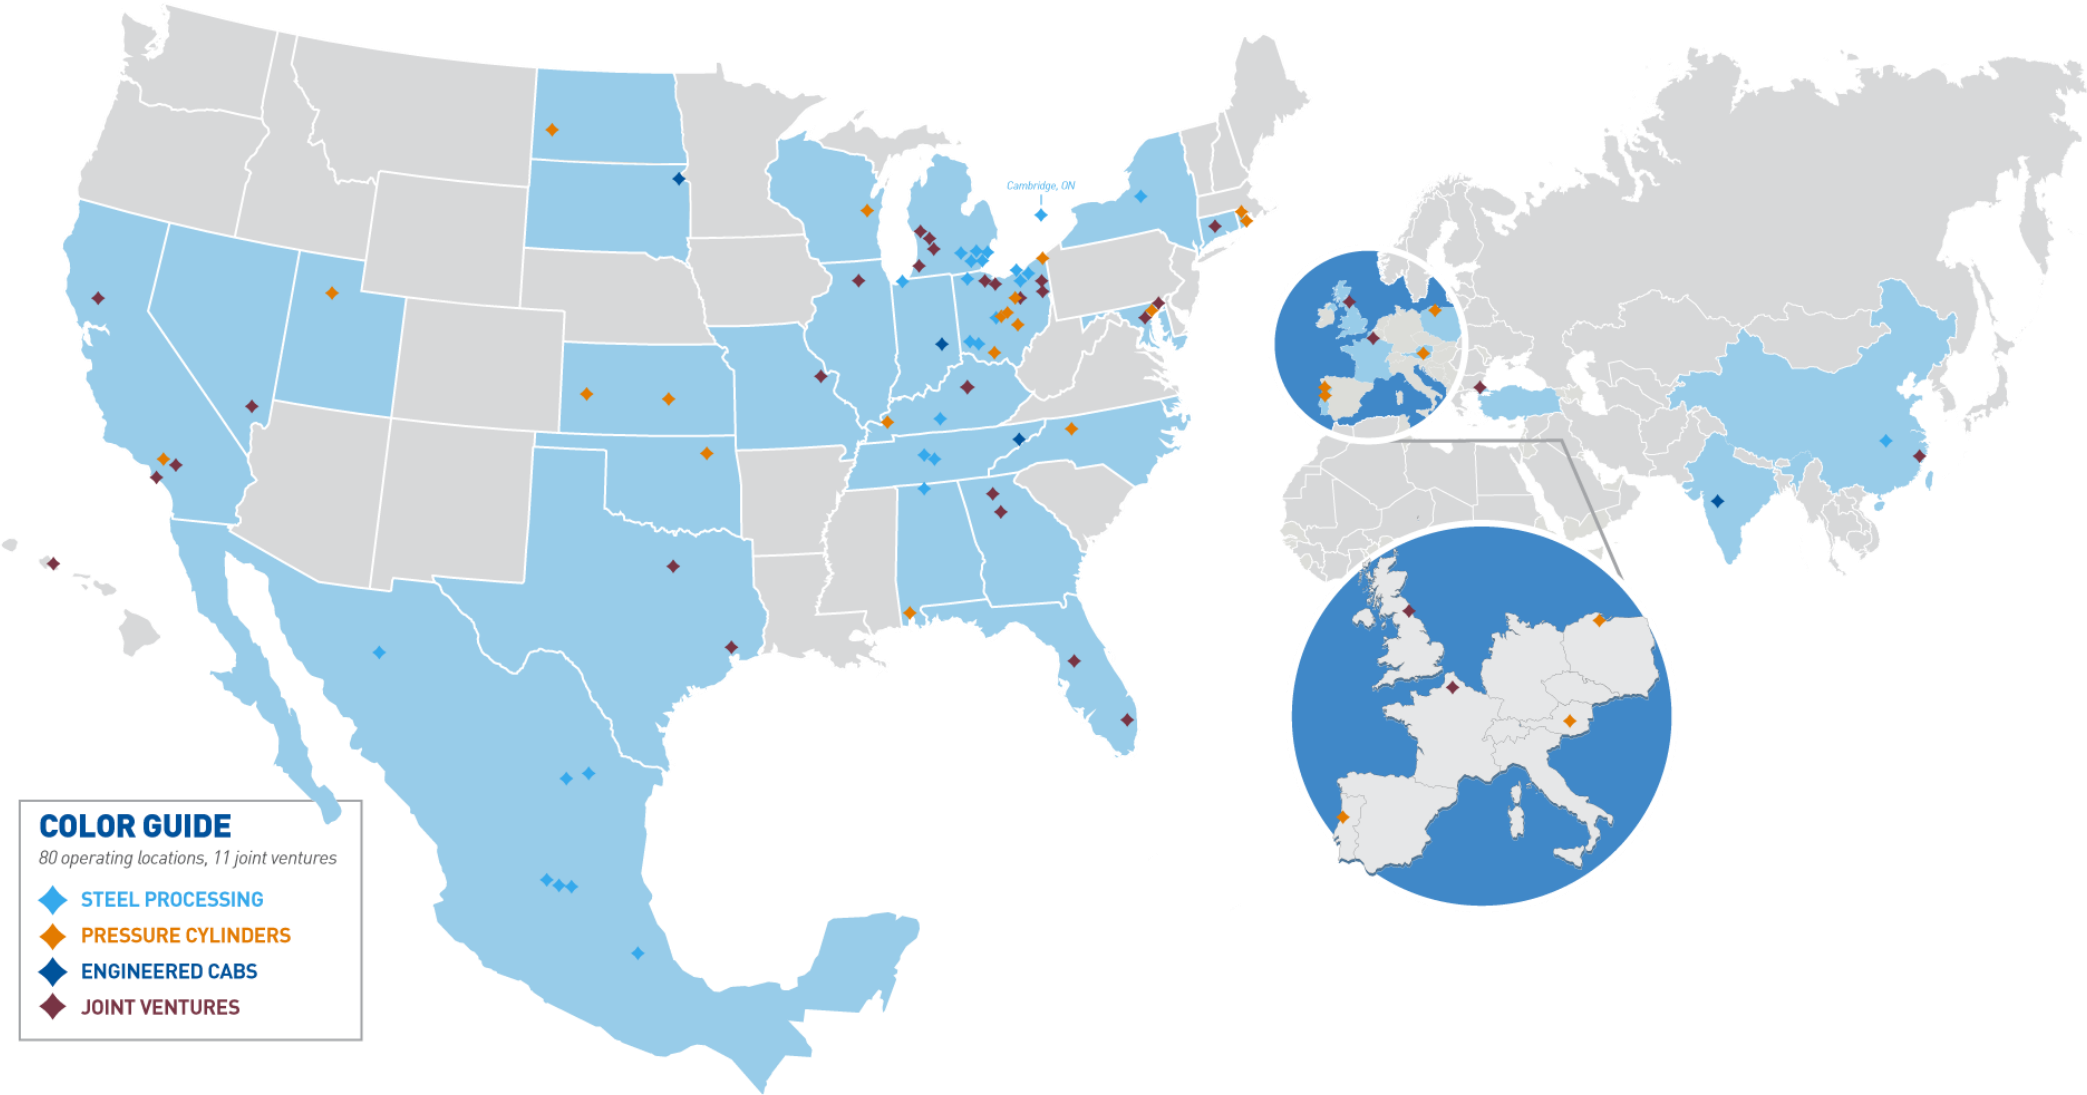 Cambridge, ON
COLOR GUIDE
80 operating locations, 11 joint ventures
STEEL PROCESSING
PRESSURE CYLINDERS
ENGINEERED CABS
JOINT VENTURES